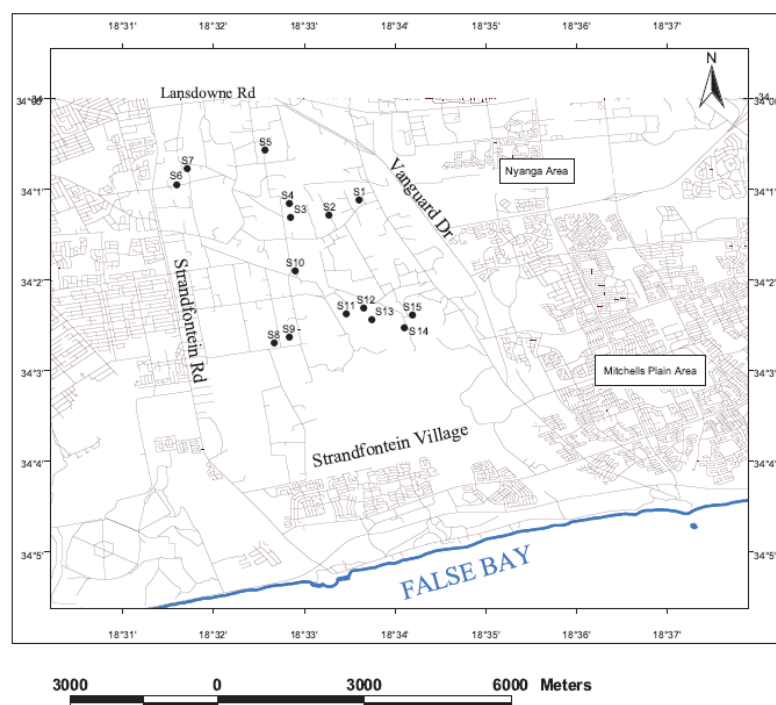 18°31' 18°32' 18°33' 18°34' 18°35' 18°36' 18°37'
N
34°00' Lansdowne Rd 34°00'
S5
S7
S6
Vanguard Dr
Nyanga Area
34°1' 34°1'
S4 S3 S2 S1
34°2' 34°2'
S10
Strandfontein Rd
S11 S12 S13 S15
S14
S8 S9
34°3' 34°3'
Mitchells Plain Area
Strandfontein Village
34°4' 34°4'
34°5' 34°5'
FALSE BAY
18°31' 18°32' 18°33' 18°34' 18°35' 18°36' 18°37'
3000 0 3000 6000 Meters